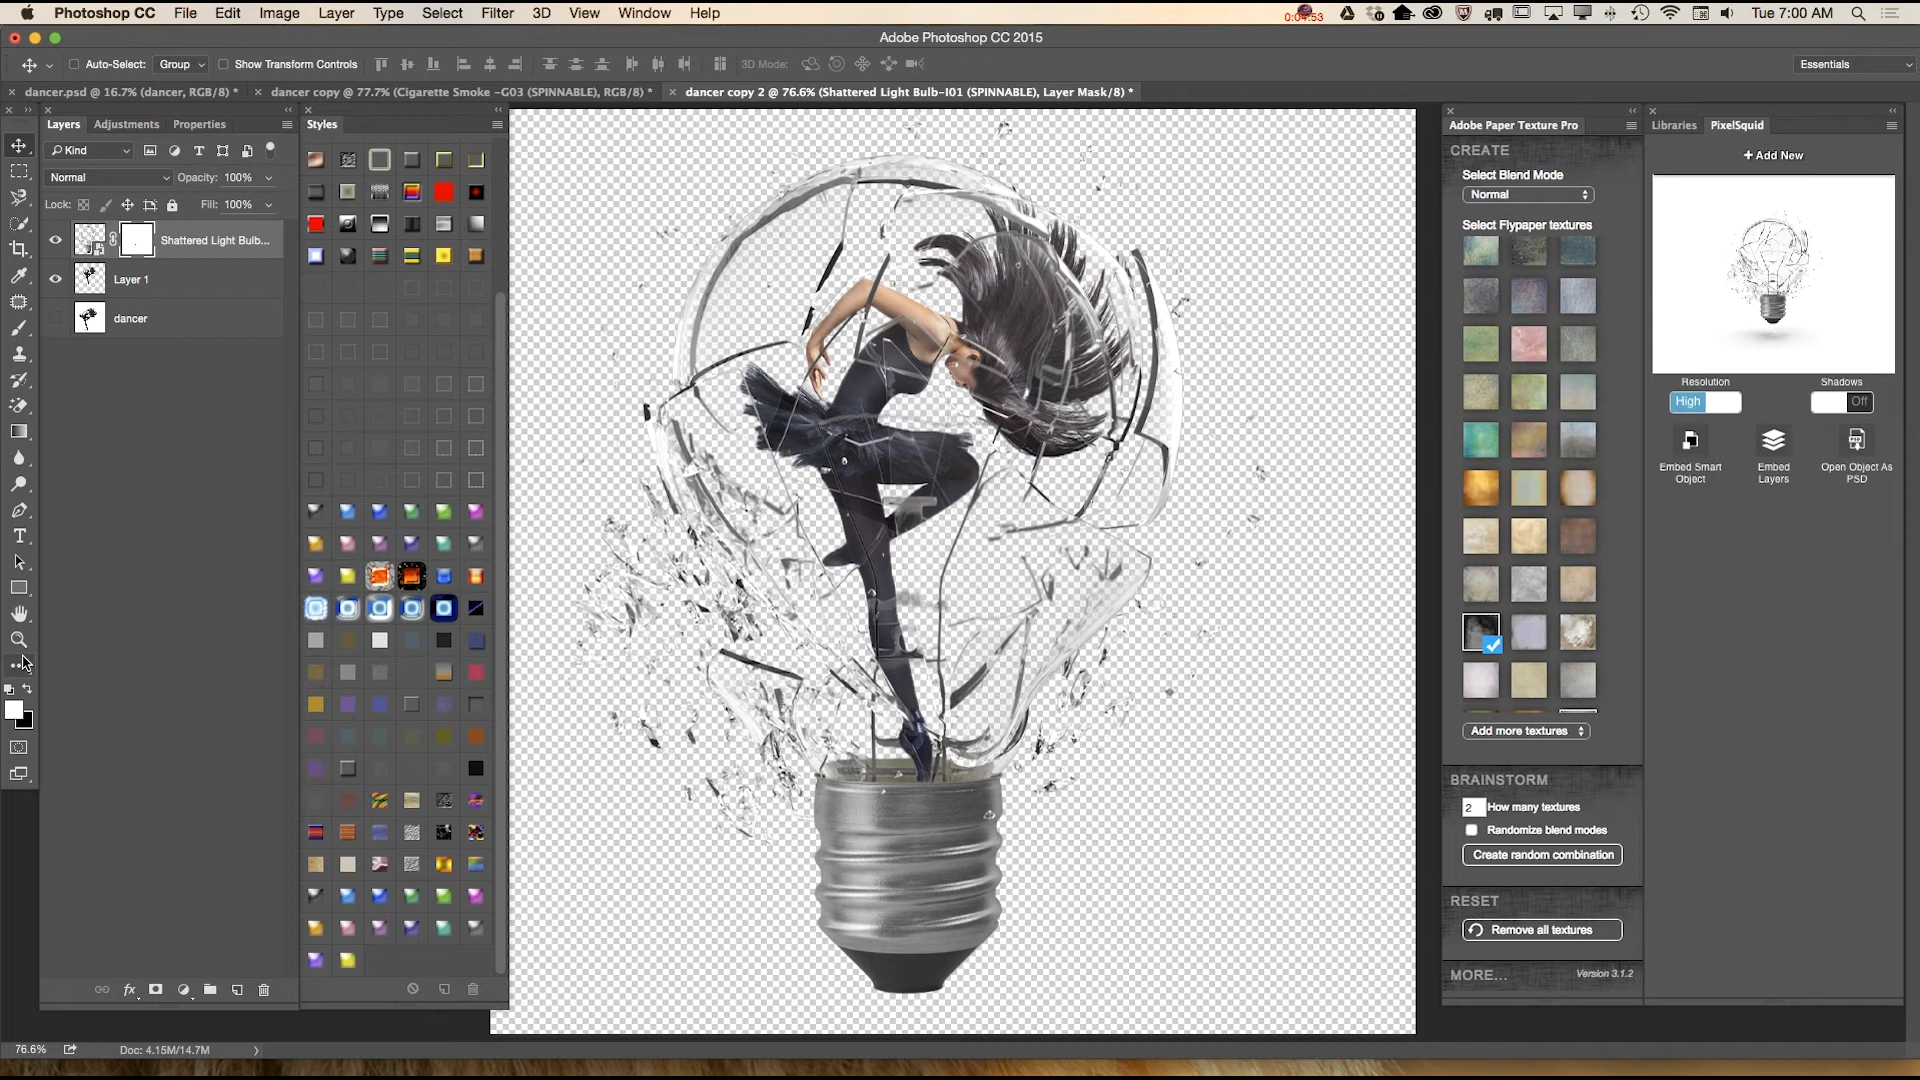 Photoshop CC File Edit Image Layer Type Select Filter 3D View Window Help
0:04:53
Tue 7:00 AM
Adobe Photoshop CC 2015
Auto-Select: Group Show Transform Controls 3D Mode: Essentials
dancer.psd @ 16.7% (dancer, RGB/8) * dancer copy @ 77.7% (Cigarette Smoke -G03 (SPINNABLE), RGB/8) * dancer copy 2 @ 76.6% (Shattered Light Bulb-I01 (SPINNABLE), Layer Mask/8) *
Layers Adjustments Properties
Kind
Normal Opacity: 100%
Lock: Fill: 100%
Shattered Light Bulb...
Layer 1
dancer
Styles
Adobe Paper Texture Pro
CREATE
Select Blend Mode
Normal
Select Flypaper textures
Add more textures
BRAINSTORM
2 How many textures
Randomize blend modes
Create random combination
RESET
Remove all textures
MORE... Version 3.1.2
Libraries PixelSquid
+ Add New
Resolution Shadows
High Off
Embed Smart Object
Embed Layers
Open Object As PSD
76.6% Doc: 4.15M/14.7M